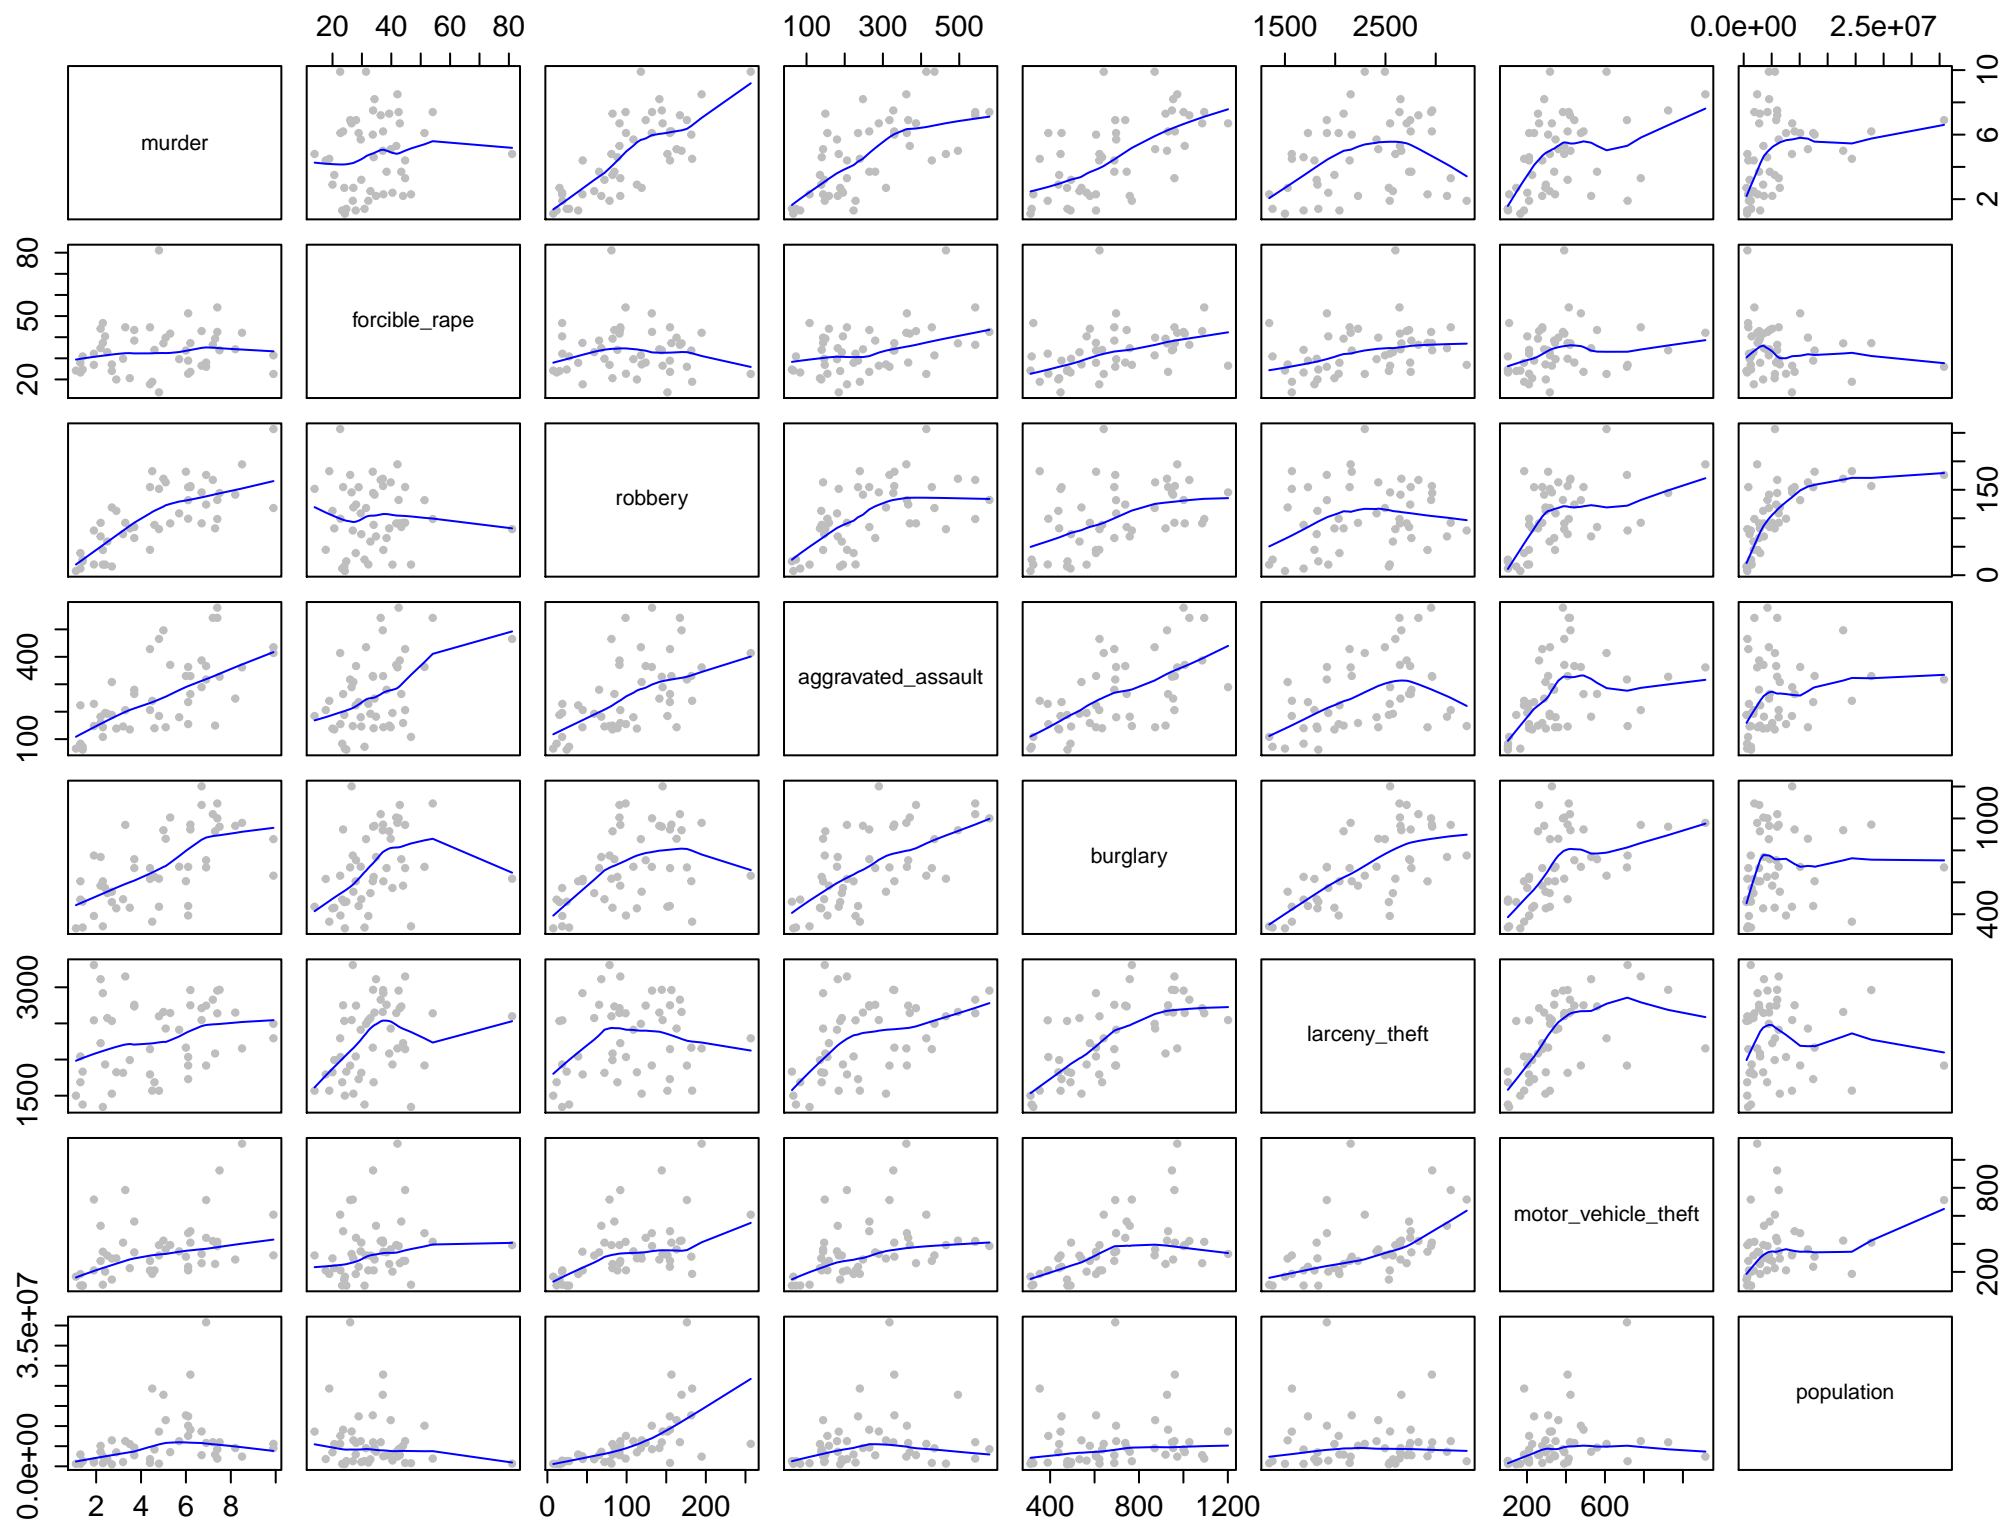 20 40 60 80 100 300 500 1500 2500 0.0e+00 2.5e+07
murder
2 6 10
20 50 80
forcible_rape
robbery
0 150
100 400
aggravated_assault
burglary
400 1000
1500 3000
larceny_theft
motor_vehicle_theft
200 800
0.0e+00 3.5e+07
population
2 4 6 8 0 100 200 400 800 1200 200 600